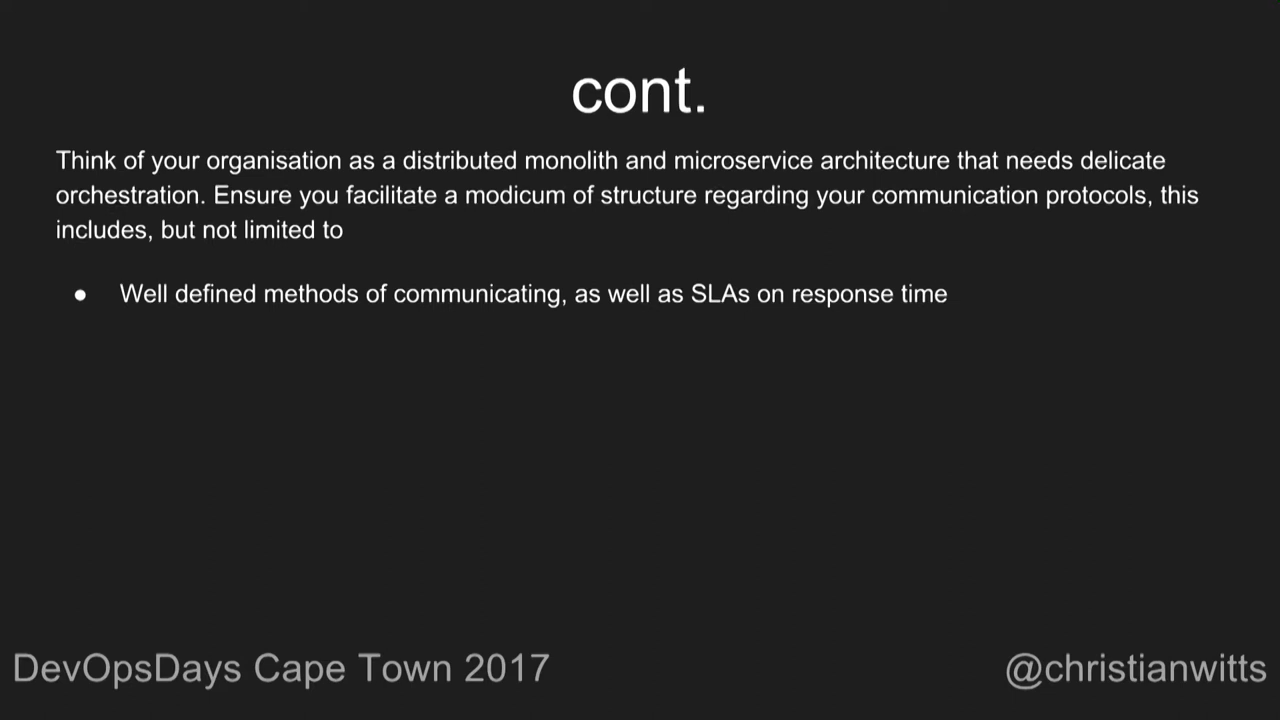 cont.
Think of your organisation as a distributed monolith and microservice architecture that needs delicate
orchestration. Ensure you facilitate a modicum of structure regarding your communication protocols, this
includes, but not limited to
● Well defined methods of communicating, as well as SLAs on response time
DevOpsDays Cape Town 2017
@christianwitts